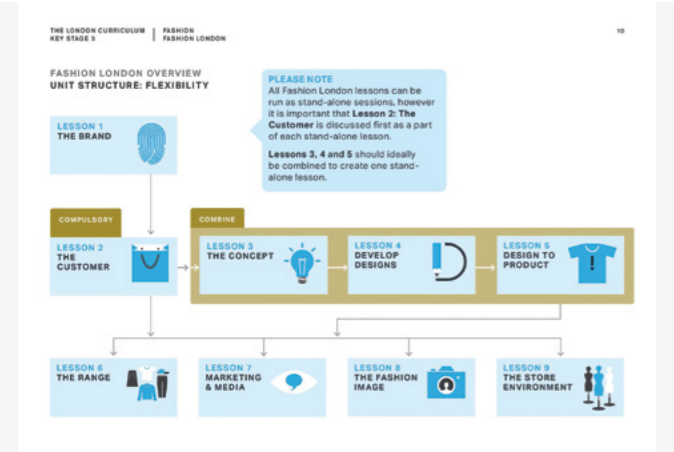 THE LONDON CURRICULUM
KEY STAGE 3
FASHION
FASHION LONDON
10
FASHION LONDON OVERVIEW
UNIT STRUCTURE: FLEXIBILITY
PLEASE NOTE
All Fashion London lessons can be
run as stand-alone sessions, however
it is important that Lesson 2: The
Customer is discussed first as a part
of each stand-alone lesson.
Lessons 3, 4 and 5 should ideally
be combined to create one stand-
alone lesson.
LESSON 1
THE BRAND
COMPULSORY
COMBINE
LESSON 2
THE
CUSTOMER
LESSON 3
THE CONCEPT
LESSON 4
DEVELOP
DESIGNS
LESSON 5
DESIGN TO
PRODUCT
!
LESSON 6
THE RANGE
LESSON 7
MARKETING
& MEDIA
LESSON 8
THE FASHION
IMAGE
LESSON 9
THE STORE
ENVIRONMENT